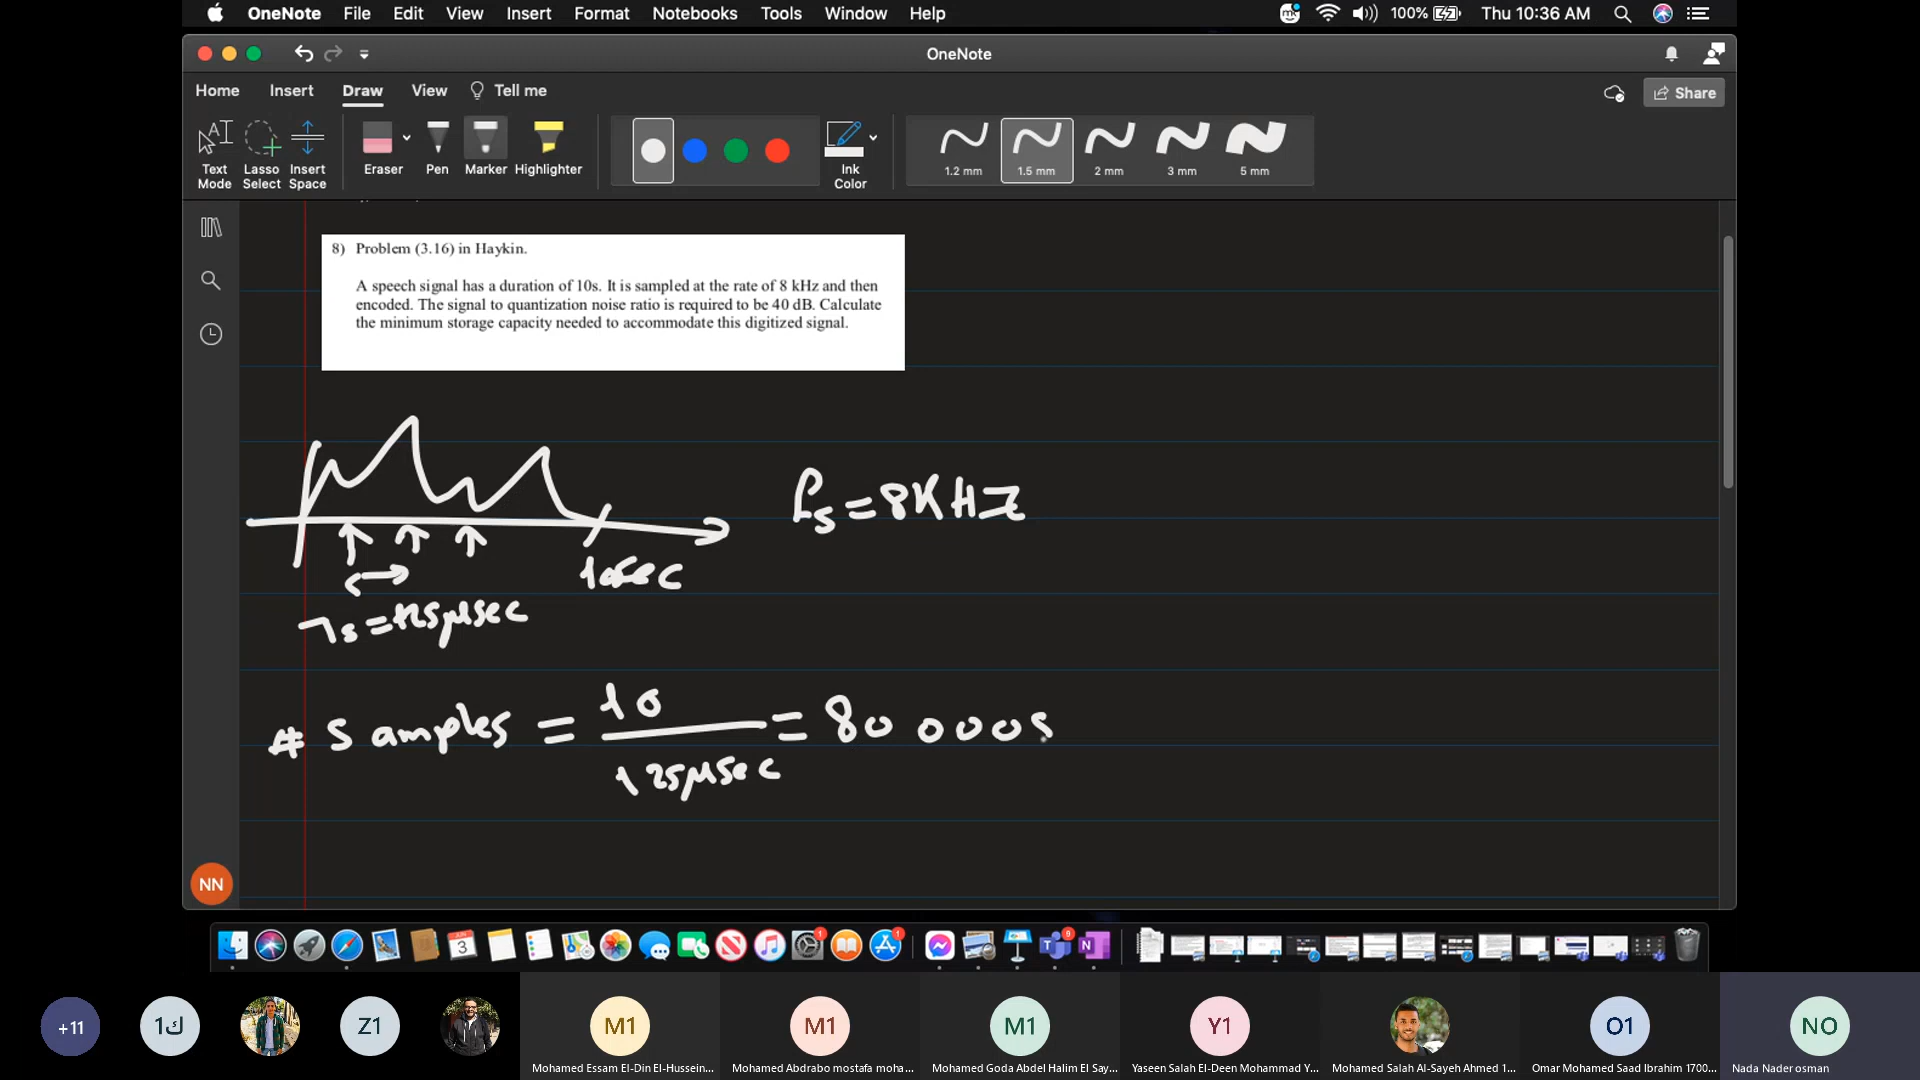 OneNote File Edit View Insert Format Notebooks Tools Window Help 100% Thu 10:36 AM
OneNote
Home Insert Draw View Tell me Share
Text Mode Lasso Select Insert Space Eraser Pen Marker Highlighter Ink Color 1.2 mm 1.5 mm 2 mm 3 mm 5 mm
8) Problem (3.16) in Haykin.
A speech signal has a duration of 10s. It is sampled at the rate of 8 kHz and then
encoded. The signal to quantization noise ratio is required to be 40 dB. Calculate
the minimum storage capacity needed to accommodate this digitized signal.
fs = 8KHZ
10sec
Ts = 125μsec
# Samples = 10 / 125μsec = 80 000 s
NN
3
1 1 9
+11 1ك Z1 M1 M1 M1 Y1 O1 NO
Mohamed Essam El-Din El-Hussein... Mohamed Abdrabo mostafa moha... Mohamed Goda Abdel Halim El Say... Yaseen Salah El-Deen Mohammad Y... Mohamed Salah Al-Sayeh Ahmed 1... Omar Mohamed Saad Ibrahim 1700... Nada Nader osman